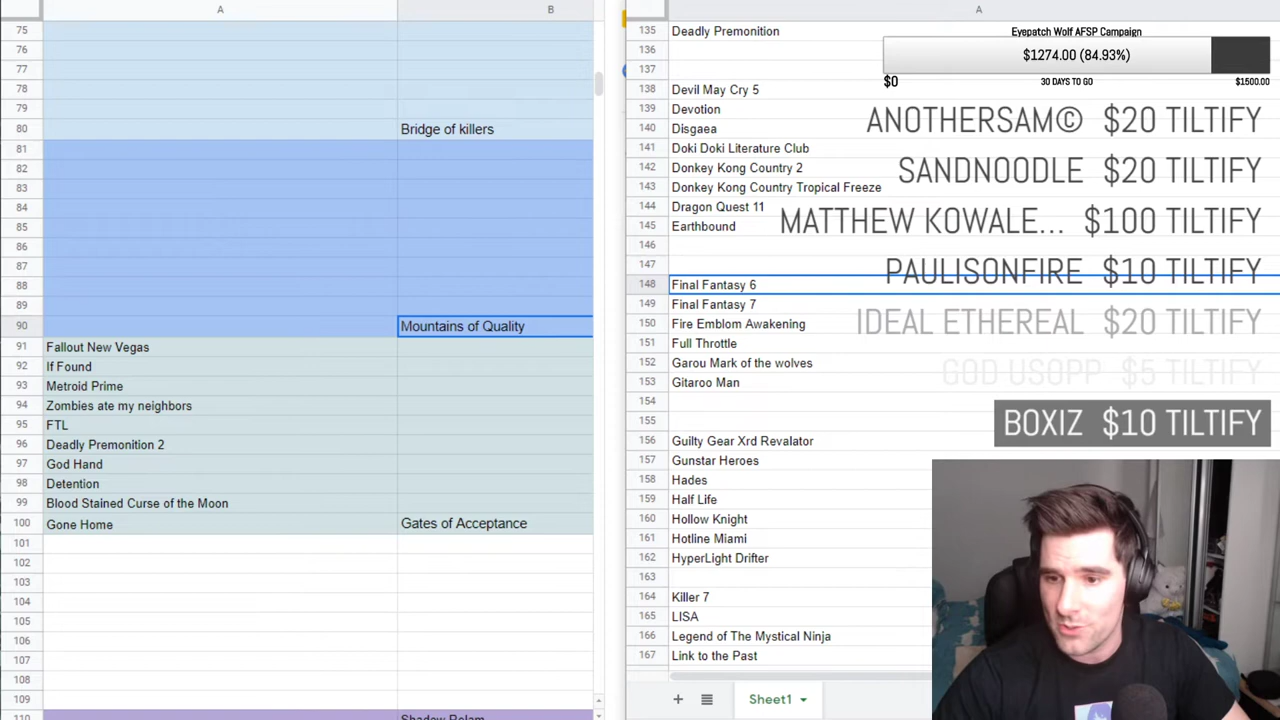 A
B
75
76
77
78
79
80 Bridge of killers
81
82
83
84
85
86
87
88
89
90 Mountains of Quality
91 Fallout New Vegas
92 If Found
93 Metroid Prime
94 Zombies ate my neighbors
95 FTL
96 Deadly Premonition 2
97 God Hand
98 Detention
99 Blood Stained Curse of the Moon
100 Gone Home Gates of Acceptance
101
102
103
104
105
106
107
108
109
110 Shadow Relam
A
135 Deadly Premonition
136
137
138 Devil May Cry 5
139 Devotion
140 Disgaea
141 Doki Doki Literature Club
142 Donkey Kong Country 2
143 Donkey Kong Country Tropical Freeze
144 Dragon Quest 11
145 Earthbound
146
147
148 Final Fantasy 6
149 Final Fantasy 7
150 Fire Emblom Awakening
151 Full Throttle
152 Garou Mark of the wolves
153 Gitaroo Man
154
155
156 Guilty Gear Xrd Revalator
157 Gunstar Heroes
158 Hades
159 Half Life
160 Hollow Knight
161 Hotline Miami
162 HyperLight Drifter
163
164 Killer 7
165 LISA
166 Legend of The Mystical Ninja
167 Link to the Past
Sheet1
Eyepatch Wolf AFSP Campaign
$1274.00 (84.93%)
$0 30 DAYS TO GO $1500.00
ANOTHERSAM© $20 TILTIFY
SANDNOODLE $20 TILTIFY
MATTHEW KOWALE... $100 TILTIFY
PAULISONFIRE $10 TILTIFY
IDEAL ETHEREAL $20 TILTIFY
GOD USOPP $5 TILTIFY
BOXIZ $10 TILTIFY